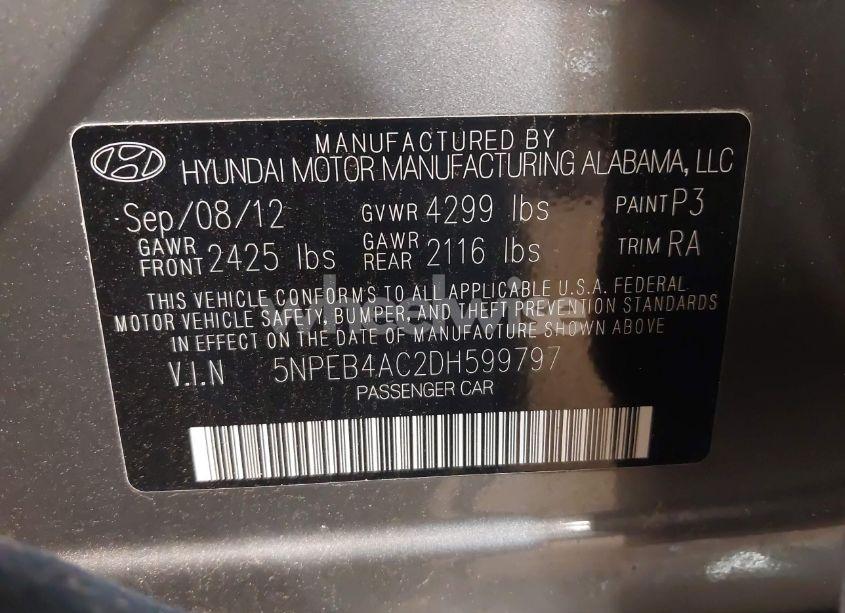 MANUFACTURED BY
HYUNDAI MOTOR MANUFACTURING ALABAMA, LLC
Sep/08/12 GVWR 4299 lbs PAINT P3
GAWR FRONT 2425 lbs GAWR REAR 2116 lbs TRIM RA
THIS VEHICLE CONFORMS TO ALL APPLICABLE U.S.A. FEDERAL
MOTOR VEHICLE SAFETY, BUMPER, AND THEFT PREVENTION STANDARDS
IN EFFECT ON THE DATE OF MANUFACTURE SHOWN ABOVE
V.I.N 5NPEB4AC2DH599797
PASSENGER CAR